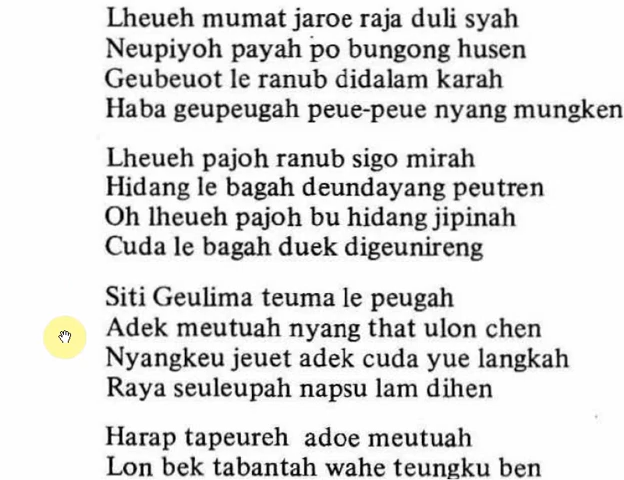 Lheueh mumat jaroe raja duli syah
Neupiyoh payah po bungong husen
Geubeuot le ranub didalam karah
Haba geupeugah peue-peue nyang mungken
Lheueh pajoh ranub sigo mirah
Hidang le bagah deundayang peutren
Oh lheueh pajoh bu hidang jipinah
Cuda le bagah duek digeunireng
Siti Geulima teuma le peugah
Adek meutuah nyang that ulon chen
Nyangkeu jeuet adek cuda yue langkah
Raya seuleupah napsu lam dihen
Harap tapeureh adoe meutuah
Lon bek tabantah wahe teungku ben